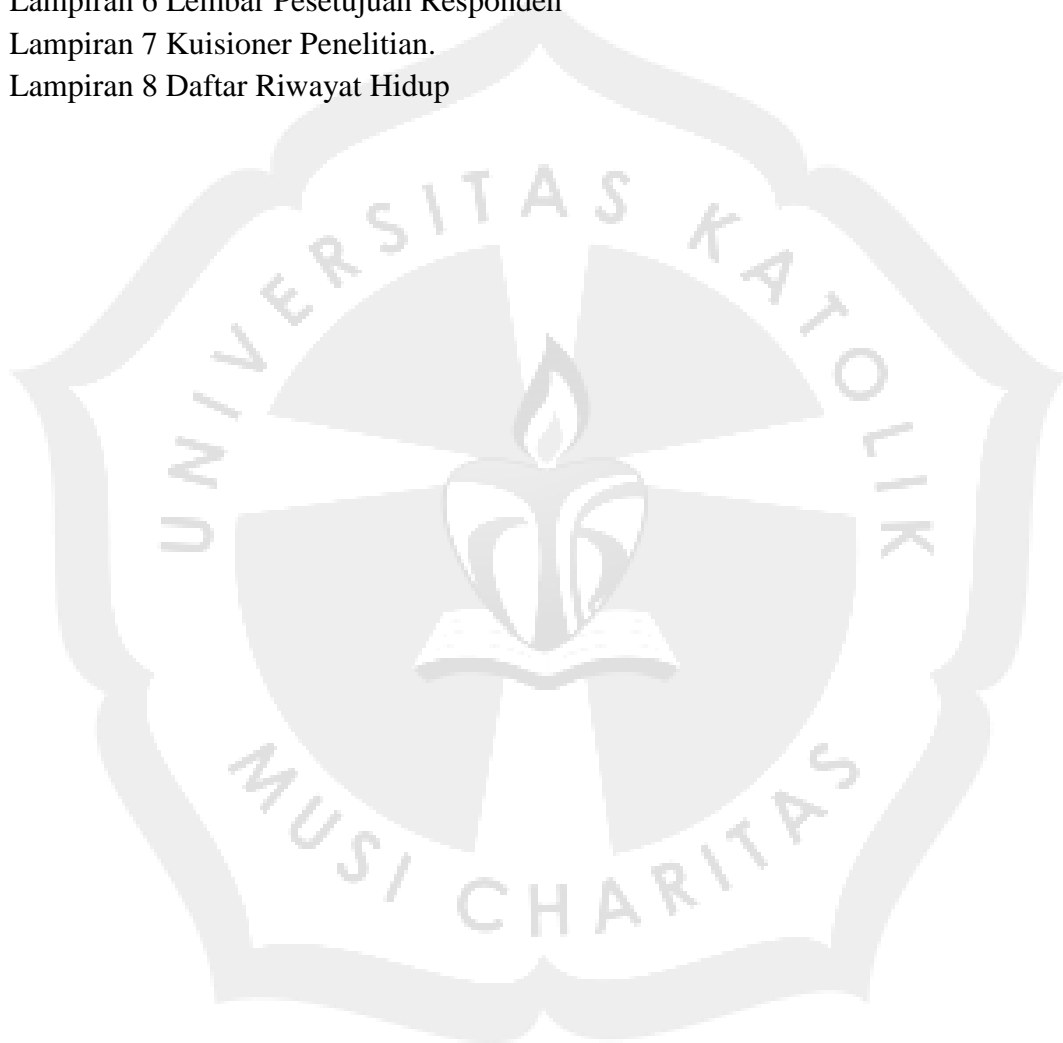 Lampiran 6 Lembar Pesetujuan Responden
Lampiran 7 Kuisioner Penelitian.
Lampiran 8 Daftar Riwayat Hidup
UNIVERSITAS KATOLIK
MUSI CHARITAS